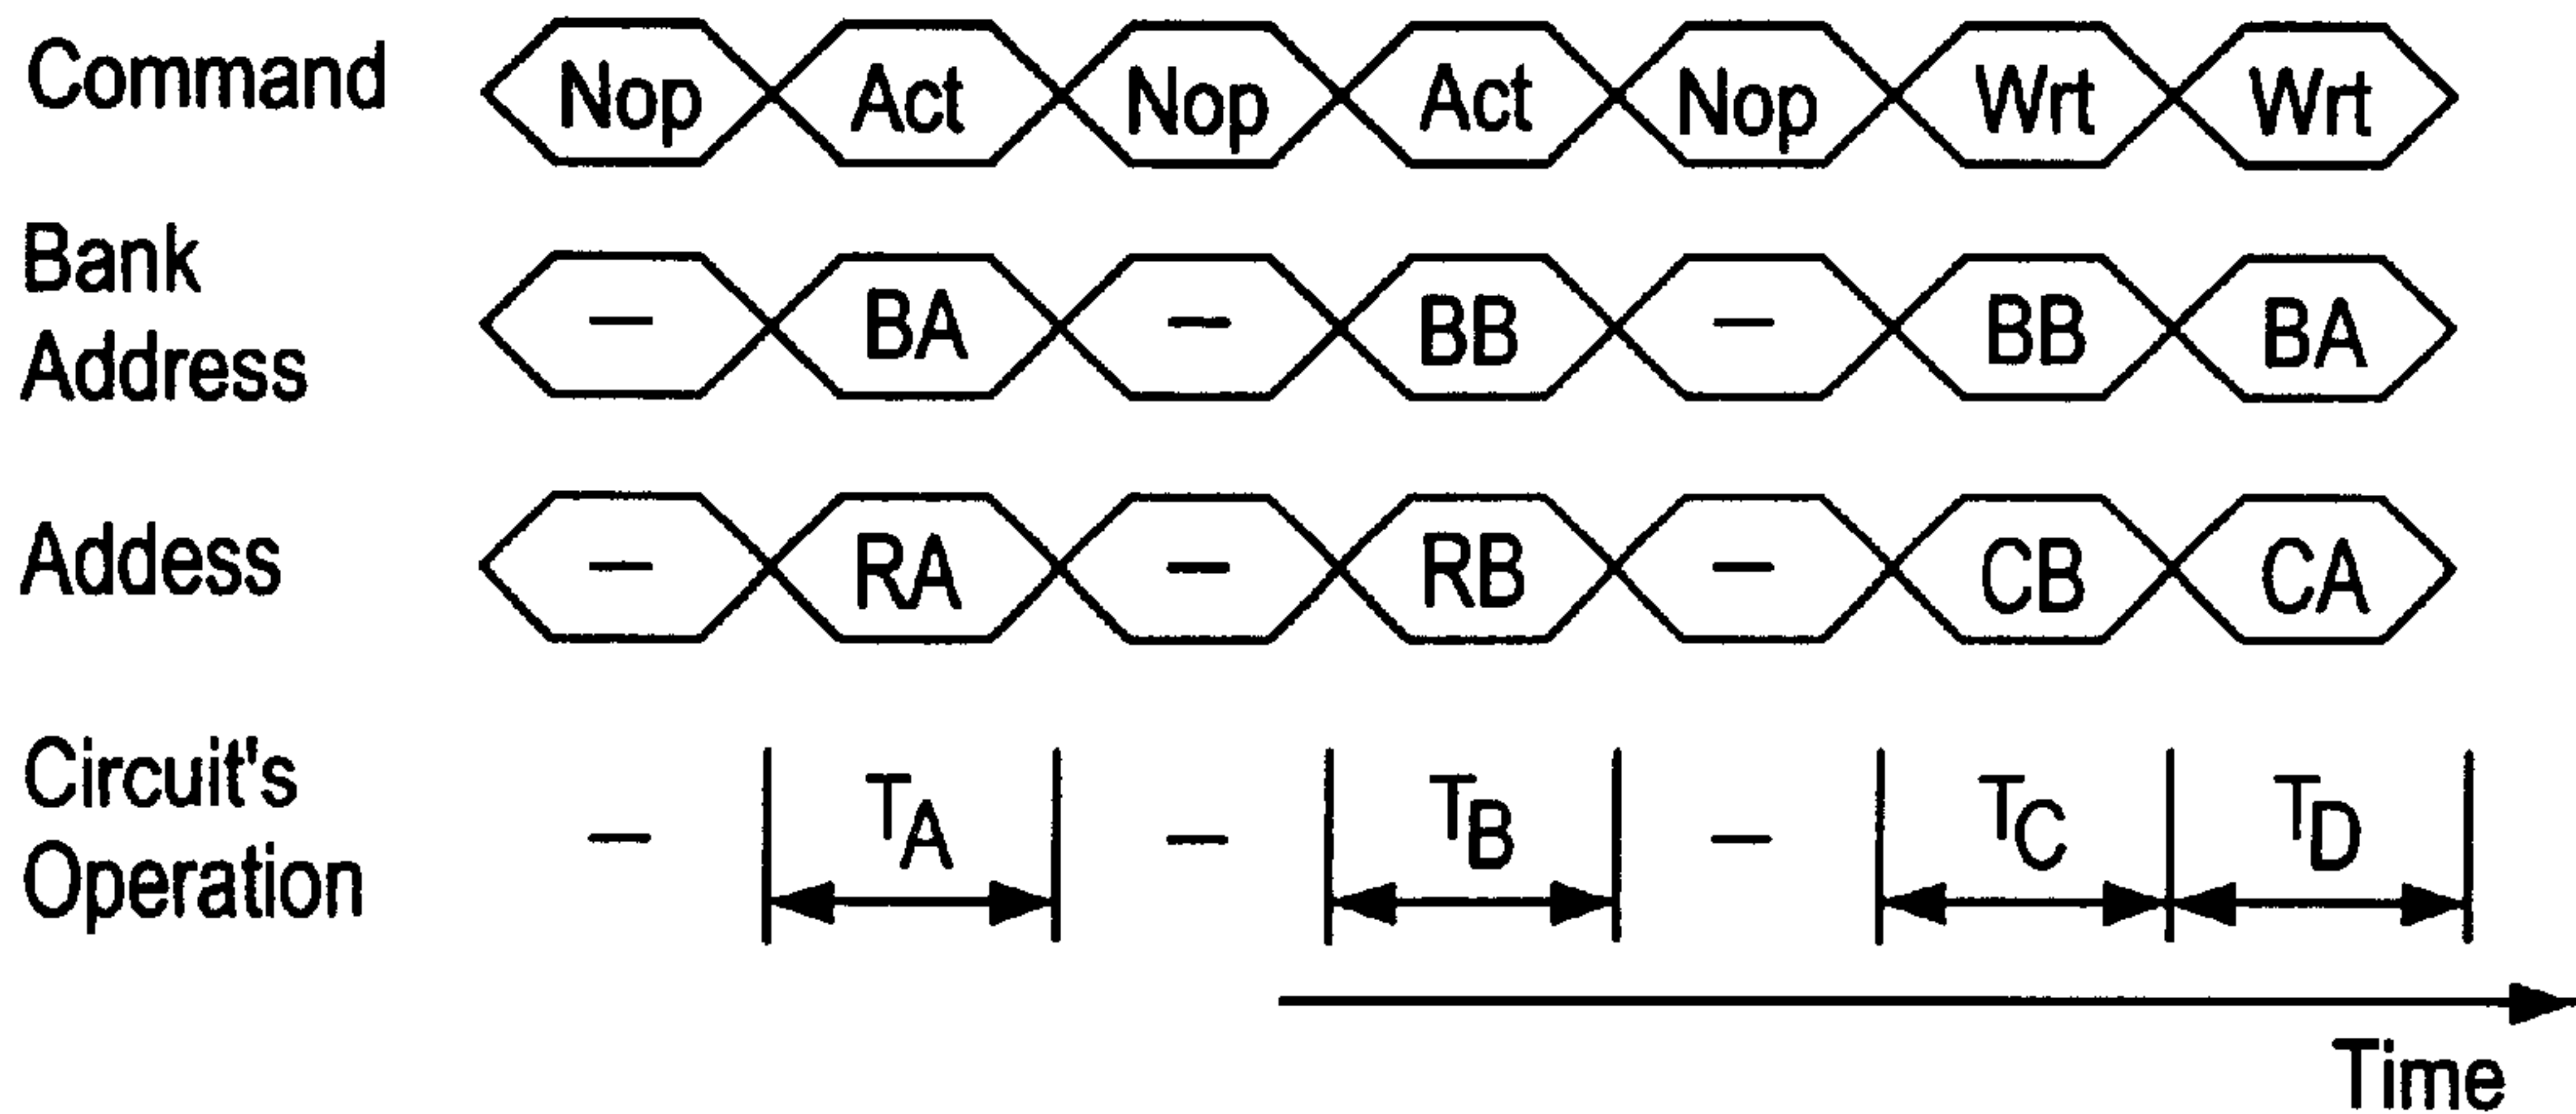 Command Nop Act Nop Act Nop Wrt Wrt
Bank
Address – BA – BB – BB BA
Addess – RA – RB – CB CA
Circuit's
Operation – TA – TB – TC TD
Time